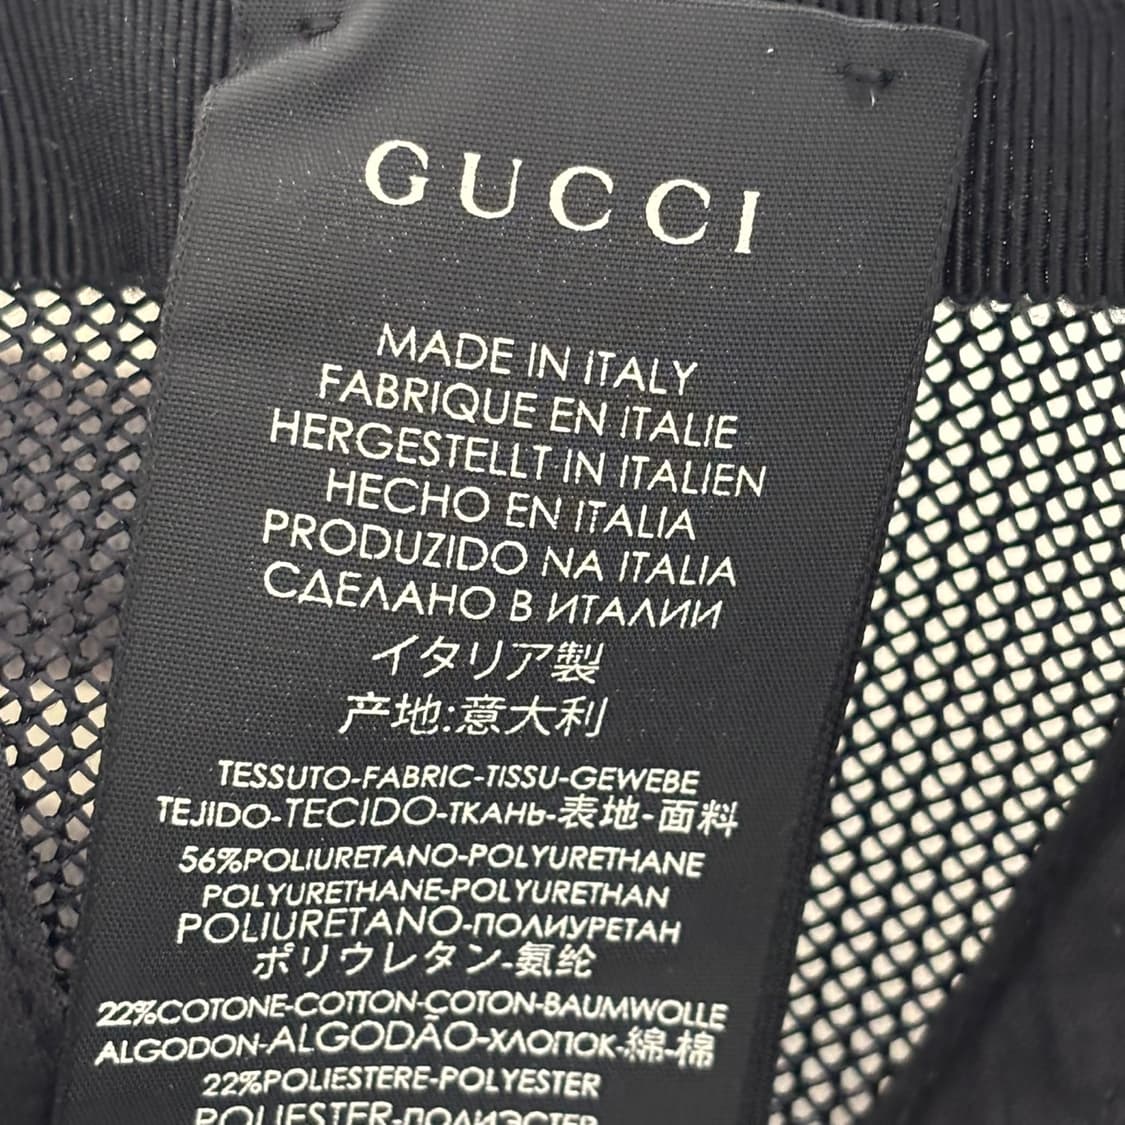 GUCCI
MADE IN ITALY
FABRIQUE EN ITALIE
HERGESTELLT IN ITALIEN
HECHO EN ITALIA
PRODUZIDO NA ITALIA
СДЕЛАНО В ИТАЛИИ
イタリア製
产地:意大利
TESSUTO-FABRIC-TISSU-GEWEBE
TEJIDO-TECIDO-ТКАНЬ-表地-面料
56%POLIURETANO-POLYURETHANE
POLYURETHANE-POLYURETHAN
POLIURETANO-ПОЛИУРЕТАН
ポリウレタン-氨纶
22%COTONE-COTTON-COTON-BAUMWOLLE
ALGODON-ALGODÃO-ХЛОПОК-綿-棉
22%POLIESTERE-POLYESTER
POLIESTER-ПОЛИЭСТЕР